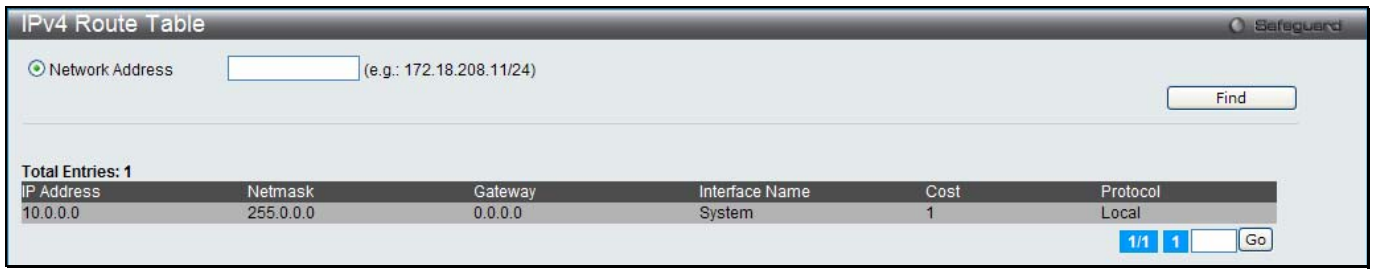 IPv4 Route Table
Safeguard
Network Address (e.g.: 172.18.208.11/24)
Find
Total Entries: 1
IP Address Netmask Gateway Interface Name Cost Protocol
10.0.0.0 255.0.0.0 0.0.0.0 System 1 Local
1/1 1 Go